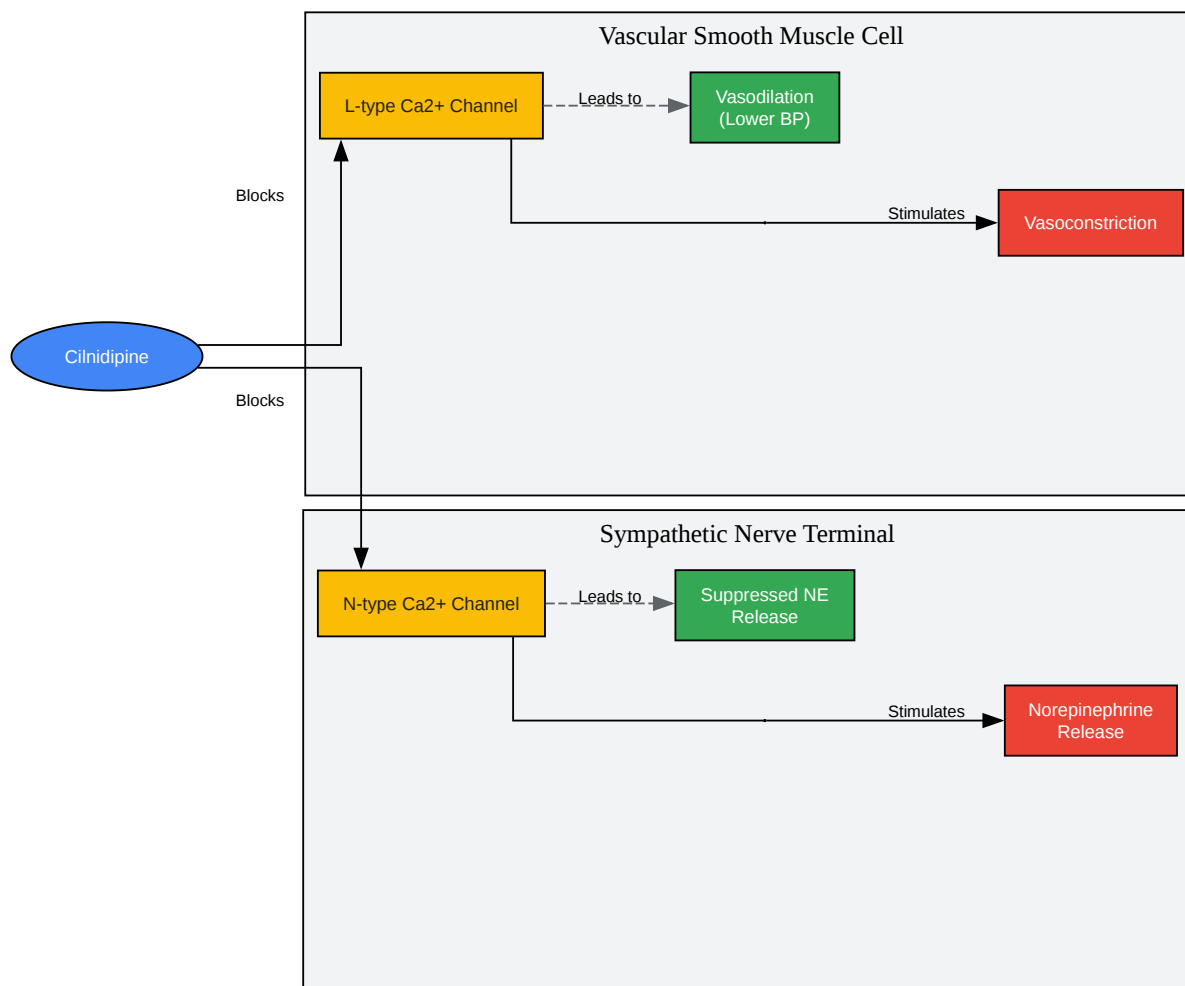 Vascular Smooth Muscle Cell
L-type Ca2+ Channel
Leads to
Vasodilation
(Lower BP)
Blocks
Stimulates
Vasoconstriction
Cilnidipine
Blocks
Sympathetic Nerve Terminal
N-type Ca2+ Channel
Leads to
Suppressed NE
Release
Stimulates
Norepinephrine
Release